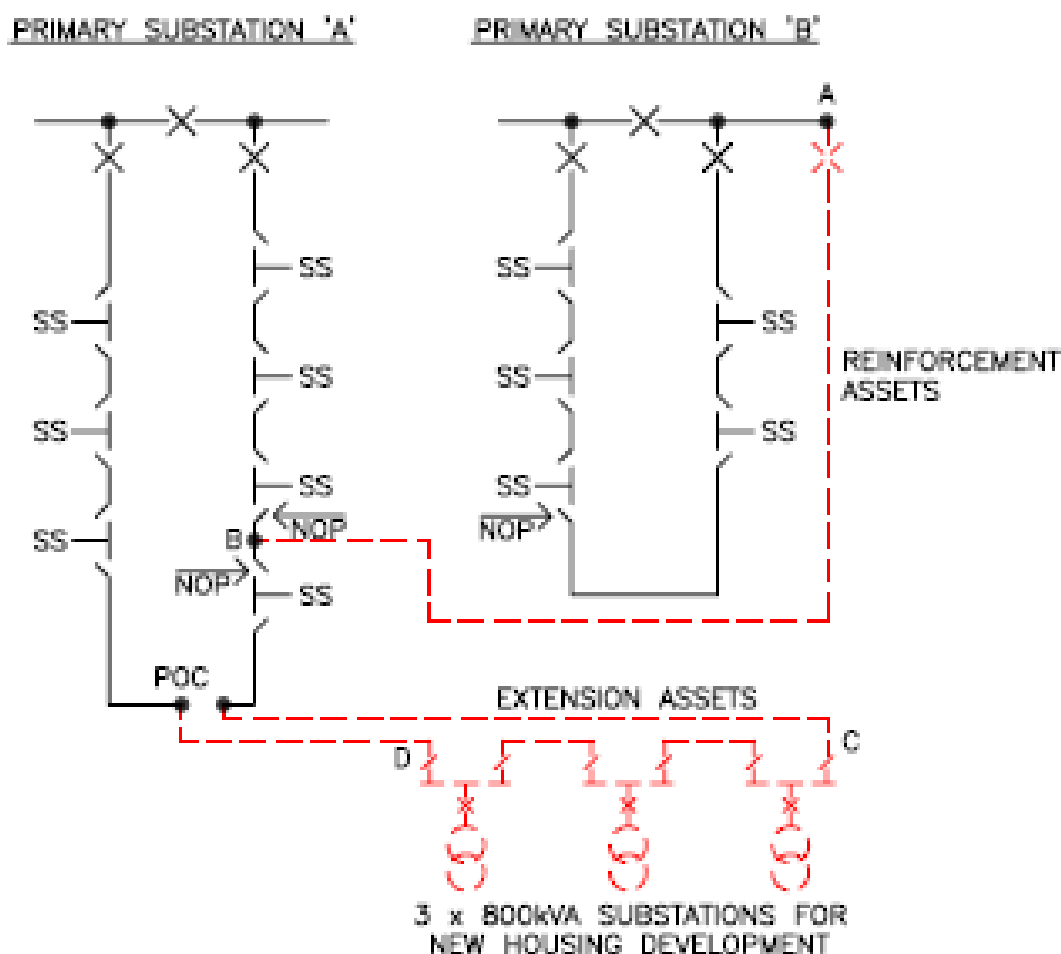 PRIMARY SUBSTATION 'A'
PRIMARY SUBSTATION 'B'
A
SS
SS
SS
SS
SS
SS
SS
SS
SS
SS
SS
REINFORCEMENT
ASSETS
NOP
NOP
B
SS
NOP
POC
EXTENSION ASSETS
D
C
3 x 800kVA SUBSTATIONS FOR
NEW HOUSING DEVELOPMENT